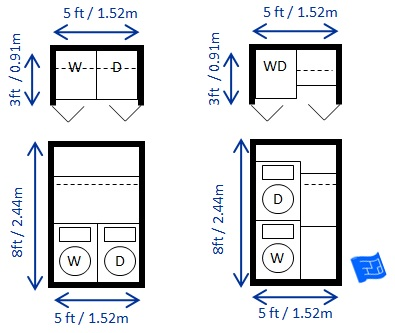 5 ft / 1.52m
5 ft / 1.52m
3ft / 0.91m
W
D
3ft / 0.91m
WD
8ft / 2.44m
W
D
8ft / 2.44m
D
W
5 ft / 1.52m
5 ft / 1.52m